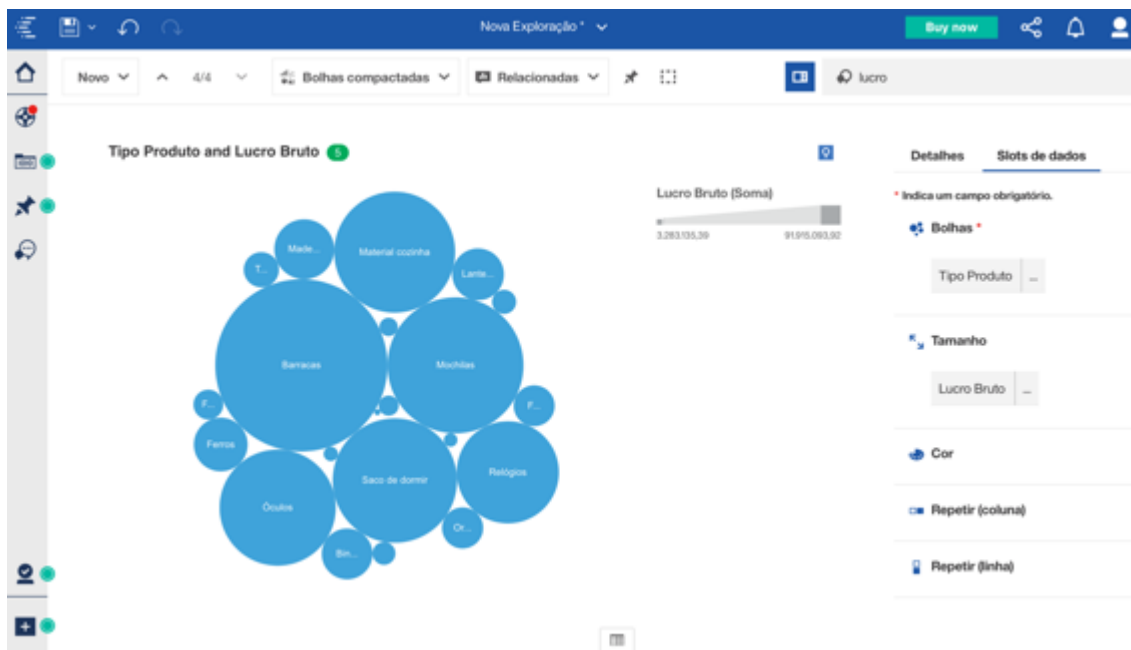 Nova Exploração *
Buy now
Novo
4/4
Bolhas compactadas
Relacionadas
lucro
Tipo Produto and Lucro Bruto 5
Lucro Bruto (Soma)
3.283.135,39 91.915.093,92
Detalhes Slots de dados
* Indica um campo obrigatório.
Bolhas *
Tipo Produto ...
Tamanho
Lucro Bruto ...
Cor
Repetir (coluna)
Repetir (linha)
Made...
Material cozinha
T...
Lante...
Barracas
Mochilas
F...
F...
Ferros
Saco de dormir
Relógios
Óculos
Or...
Bin...